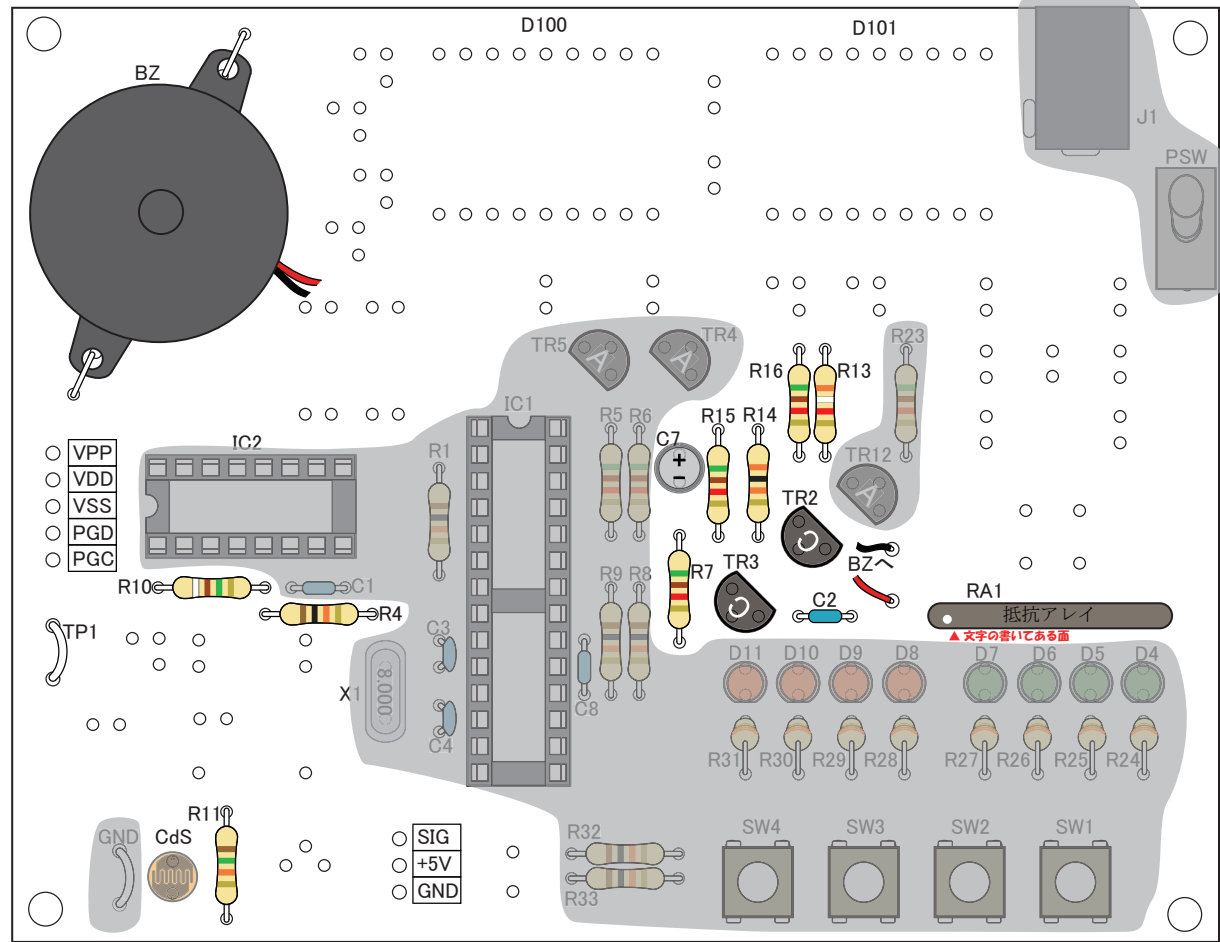 D100
D101
BZ
J1
PSW
TR5
A
A
TR4
R23
R16
R13
IC1
R5
R6
R15
R14
C7
+
-
IC2
R1
TR12
A
VPP
VDD
VSS
PGD
PGC
TR2
C
BZへ
R10
C1
R9
R8
R7
TR3
C
C2
RA1
抵抗アレイ
▲文字の書いてある面
R4
TP1
C3
X1
8.000
C8
C4
D11
D10
D9
D8
D7
D6
D5
D4
R31
R30
R29
R28
R27
R26
R25
R24
R11
GND
CdS
SIG
+5V
GND
R32
R33
SW4
SW3
SW2
SW1